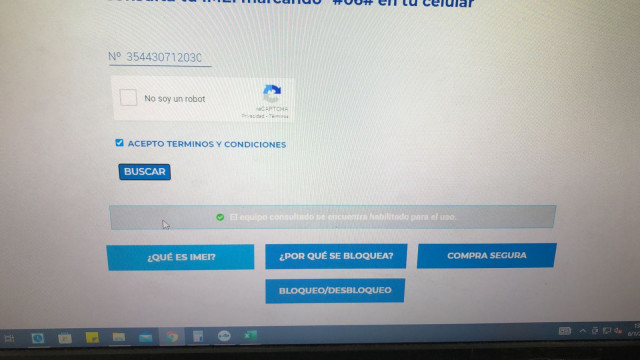 tu IMEI marcando *#06# en tu celular
Nº 354430712030
No soy un robot
reCAPTCHA
Privacidad - Términos
ACEPTO TERMINOS Y CONDICIONES
BUSCAR
El equipo consultado se encuentra habilitado para el uso.
¿QUÉ ES IMEI?
¿POR QUÉ SE BLOQUEA?
COMPRA SEGURA
BLOQUEO/DESBLOQUEO